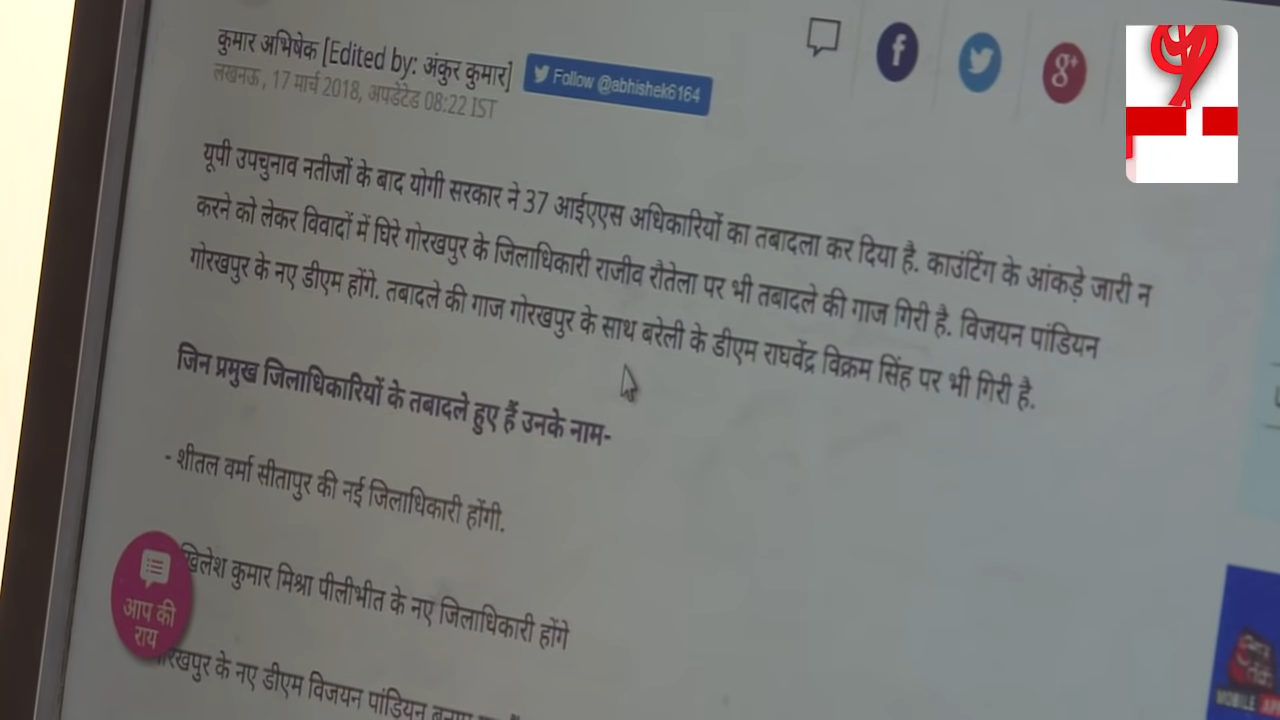 कुमार अभिषेक [Edited by: अंकुर कुमार]
Follow @abhishek6164
लखनऊ, 17 मार्च 2018, अपडेटेड 08:22 IST
यूपी उपचुनाव नतीजों के बाद योगी सरकार ने 37 आईएएस अधिकारियों का तबादला कर दिया है. काउंटिंग के आंकड़े जारी न
करने को लेकर विवादों में घिरे गोरखपुर के जिलाधिकारी राजीव रौतेला पर भी तबादले की गाज गिरी है. विजयन पांडियन
गोरखपुर के नए डीएम होंगे. तबादले की गाज गोरखपुर के साथ बरेली के डीएम राघवेंद्र विक्रम सिंह पर भी गिरी है.
जिन प्रमुख जिलाधिकारियों के तबादले हुए हैं उनके नाम-
- शीतल वर्मा सीतापुर की नई जिलाधिकारी होंगी.
खिलेश कुमार मिश्रा पीलीभीत के नए जिलाधिकारी होंगे
आप की
राय
रखपुर के नए डीएम विजयन पांडियन
MOBILE